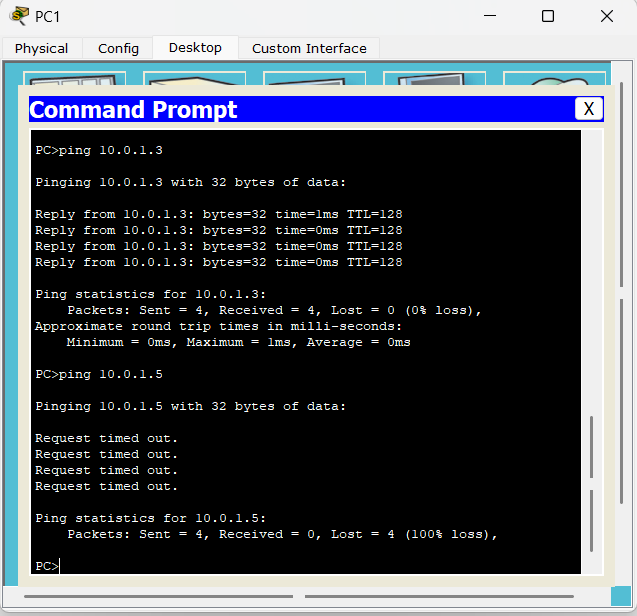 PC1
Physical Config Desktop Custom Interface
Command Prompt X
PC>ping 10.0.1.3
Pinging 10.0.1.3 with 32 bytes of data:
Reply from 10.0.1.3: bytes=32 time=1ms TTL=128
Reply from 10.0.1.3: bytes=32 time=0ms TTL=128
Reply from 10.0.1.3: bytes=32 time=0ms TTL=128
Reply from 10.0.1.3: bytes=32 time=0ms TTL=128
Ping statistics for 10.0.1.3:
Packets: Sent = 4, Received = 4, Lost = 0 (0% loss),
Approximate round trip times in milli-seconds:
Minimum = 0ms, Maximum = 1ms, Average = 0ms
PC>ping 10.0.1.5
Pinging 10.0.1.5 with 32 bytes of data:
Request timed out.
Request timed out.
Request timed out.
Request timed out.
Ping statistics for 10.0.1.5:
Packets: Sent = 4, Received = 0, Lost = 4 (100% loss),
PC>